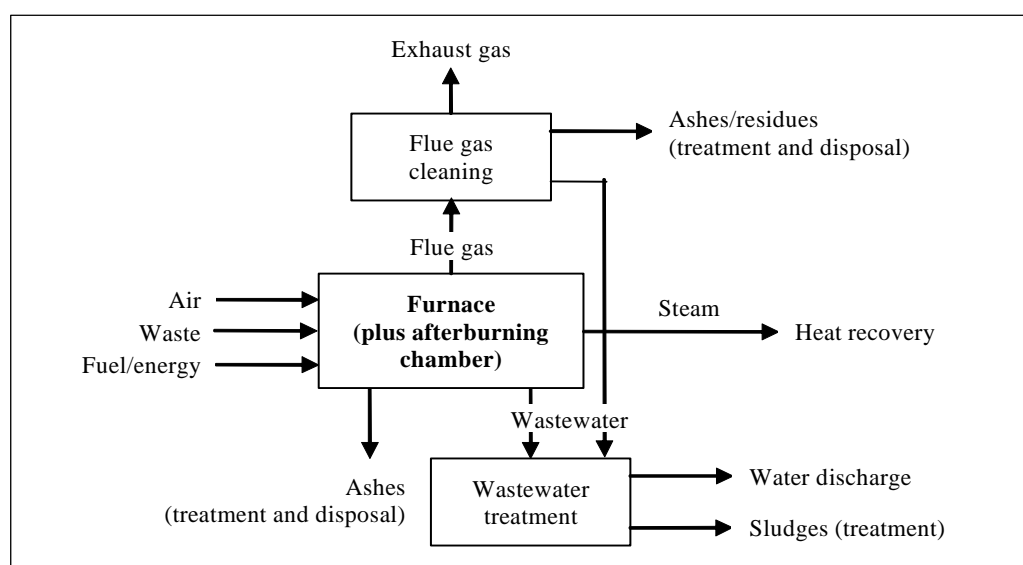 Exhaust gas
Flue gas
cleaning
Ashes/residues
(treatment and disposal)
Flue gas
Air
Waste
Fuel/energy
Furnace
(plus afterburning
chamber)
Steam
Heat recovery
Wastewater
Ashes
(treatment and disposal)
Wastewater
treatment
Water discharge
Sludges (treatment)